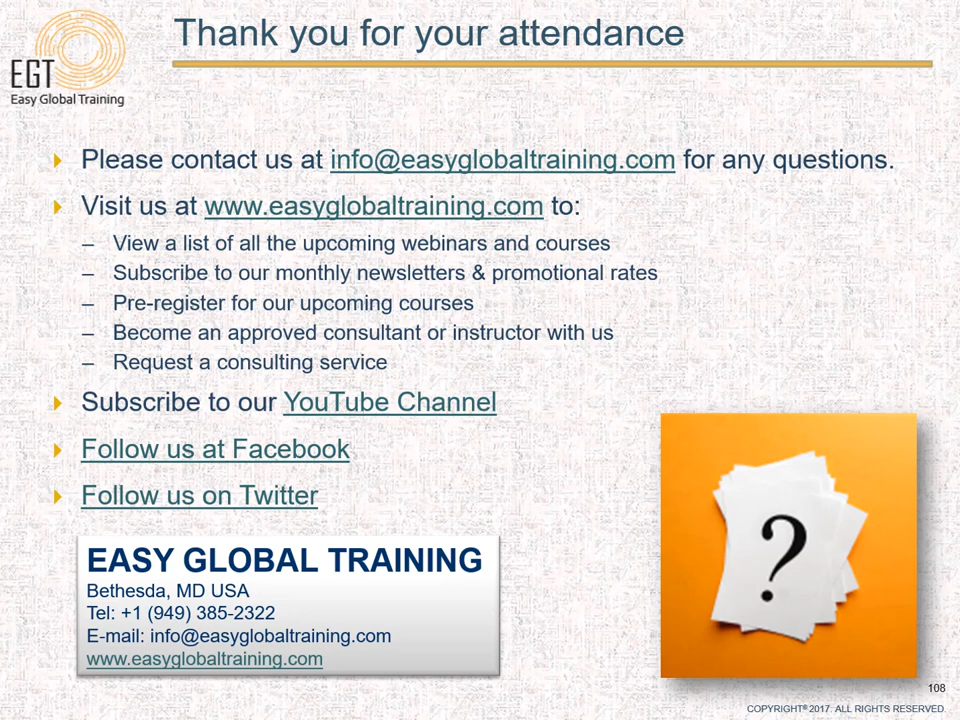 EGT
Easy Global Training
Thank you for your attendance
Please contact us at info@easyglobaltraining.com for any questions.
Visit us at www.easyglobaltraining.com to:
– View a list of all the upcoming webinars and courses
– Subscribe to our monthly newsletters & promotional rates
– Pre-register for our upcoming courses
– Become an approved consultant or instructor with us
– Request a consulting service
Subscribe to our YouTube Channel
Follow us at Facebook
Follow us on Twitter
EASY GLOBAL TRAINING
Bethesda, MD USA
Tel: +1 (949) 385-2322
E-mail: info@easyglobaltraining.com
www.easyglobaltraining.com
?
108
COPYRIGHT® 2017. ALL RIGHTS RESERVED.